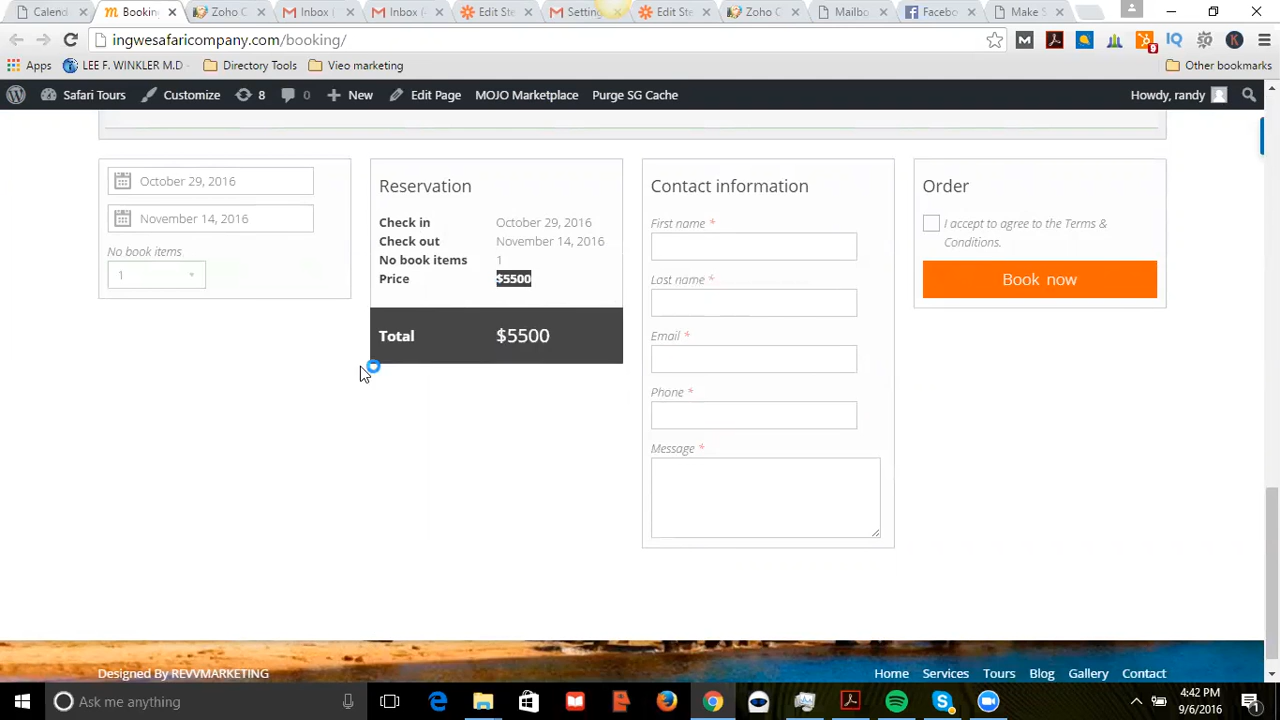 Calend
Bookin
Zoho C
Inbox (
Inbox (
Edit Ste
Setting
Edit Ste
Zoho C
Mailbo
Facebo
Make S
ingwesafaricompany.com/booking/
9
Apps
LEE F. WINKLER M.D
Directory Tools
Vieo marketing
Other bookmarks
Safari Tours
Customize
8
0
New
Edit Page
MOJO Marketplace
Purge SG Cache
Howdy, randy
October 29, 2016
November 14, 2016
No book items
1
Reservation
Check in October 29, 2016
Check out November 14, 2016
No book items 1
Price $5500
Total $5500
Contact information
First name *
Last name *
Email *
Phone *
Message *
Order
I accept to agree to the Terms &
Conditions.
Book now
Designed By REVVMARKETING
Home Services Tours Blog Gallery Contact
Ask me anything
4:42 PM
9/6/2016
1